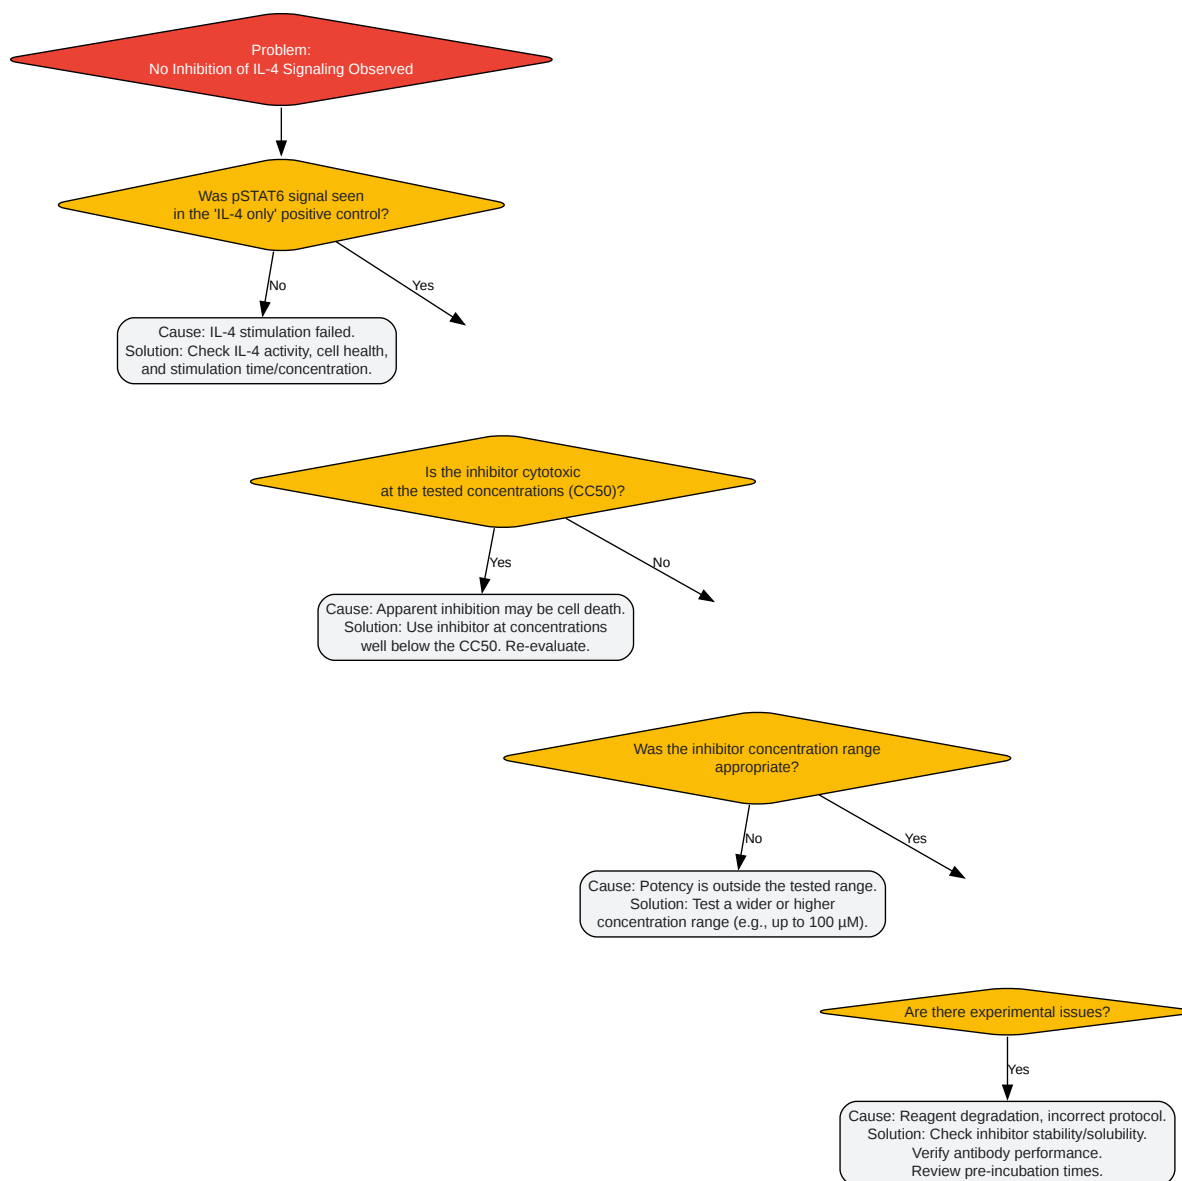 Problem:
No Inhibition of IL-4 Signaling Observed
Was pSTAT6 signal seen
in the 'IL-4 only' positive control?
No
Yes
Cause: IL-4 stimulation failed.
Solution: Check IL-4 activity, cell health,
and stimulation time/concentration.
Is the inhibitor cytotoxic
at the tested concentrations (CC50)?
Yes
No
Cause: Apparent inhibition may be cell death.
Solution: Use inhibitor at concentrations
well below the CC50. Re-evaluate.
Was the inhibitor concentration range
appropriate?
No
Yes
Cause: Potency is outside the tested range.
Solution: Test a wider or higher
concentration range (e.g., up to 100 µM).
Are there experimental issues?
Yes
Cause: Reagent degradation, incorrect protocol.
Solution: Check inhibitor stability/solubility.
Verify antibody performance.
Review pre-incubation times.